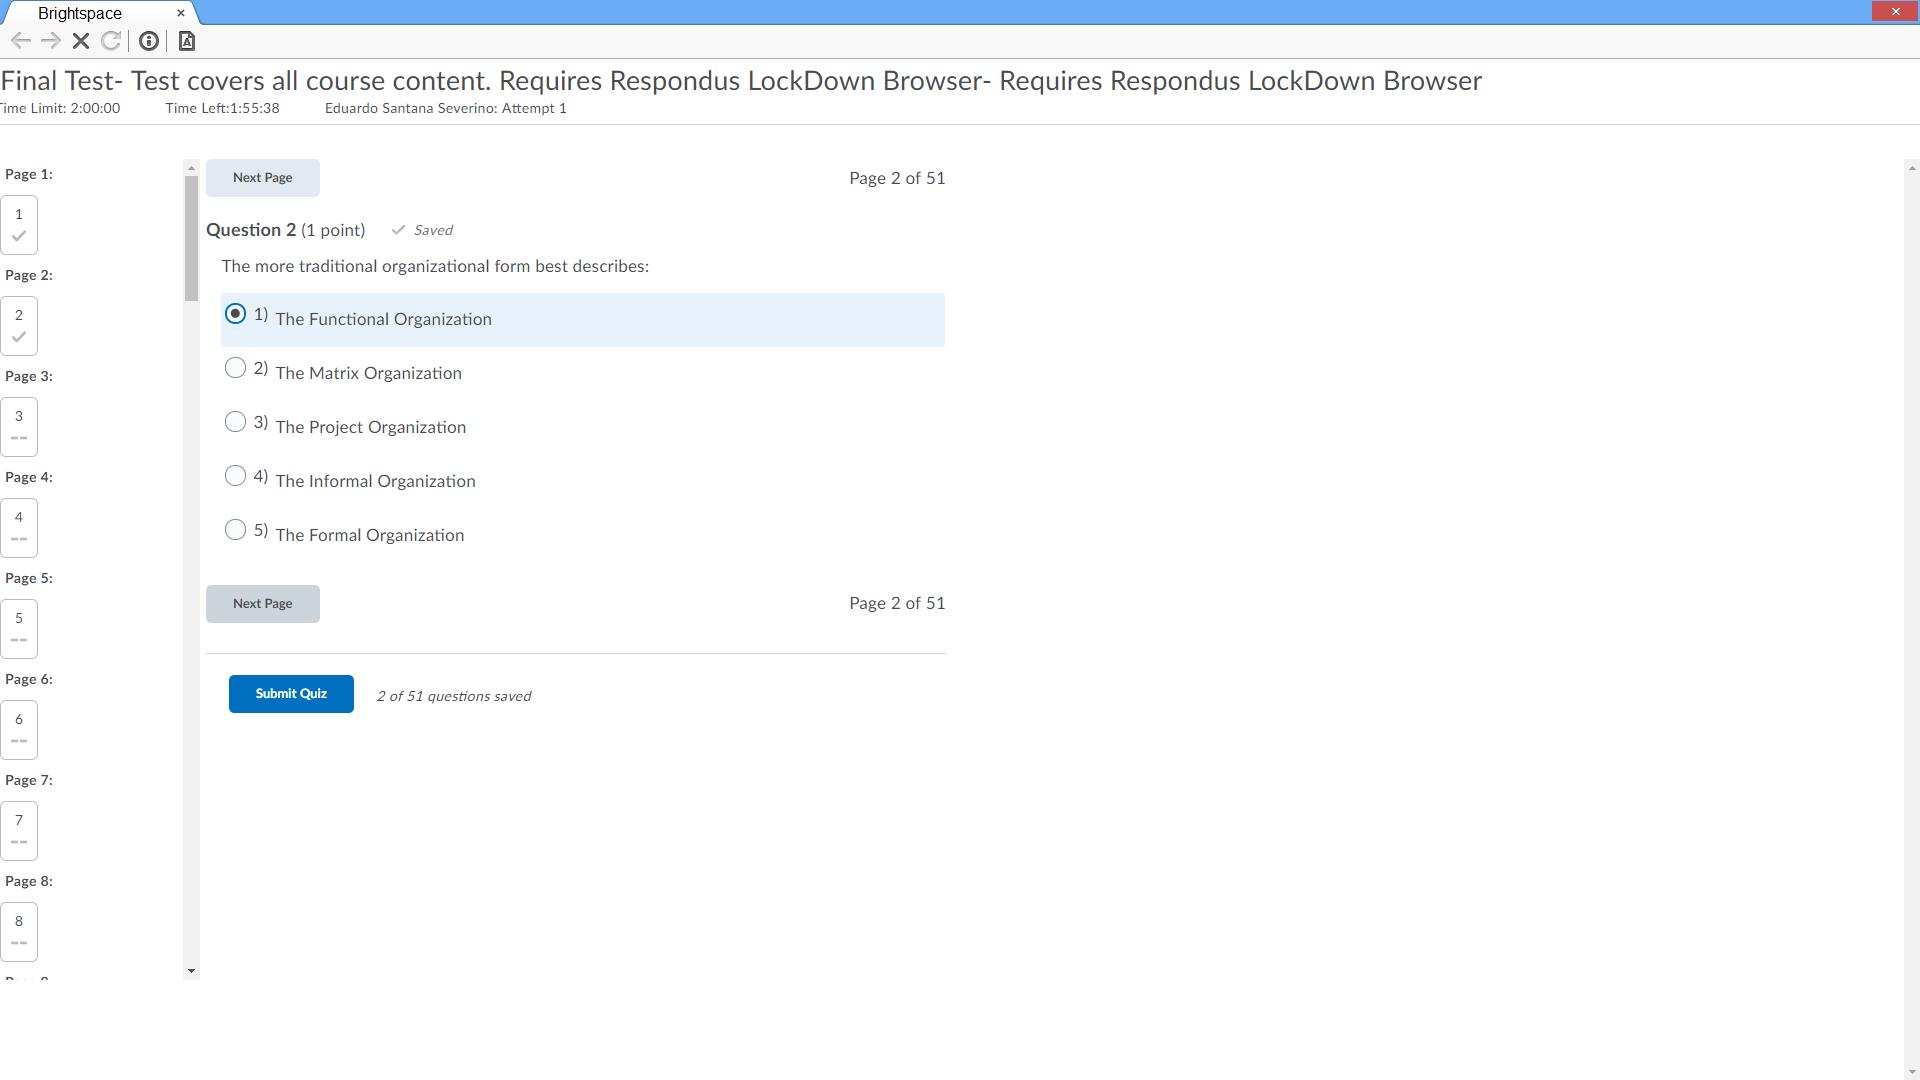 Brightspace
Final Test- Test covers all course content. Requires Respondus LockDown Browser- Requires Respondus LockDown Browser
Time Limit: 2:00:00 Time Left:1:55:38 Eduardo Santana Severino: Attempt 1
Page 1:
1
Page 2:
2
Page 3:
3
--
Page 4:
4
--
Page 5:
5
--
Page 6:
6
--
Page 7:
7
--
Page 8:
8
--
Next Page Page 2 of 51
Question 2 (1 point) Saved
The more traditional organizational form best describes:
1) The Functional Organization
2) The Matrix Organization
3) The Project Organization
4) The Informal Organization
5) The Formal Organization
Next Page Page 2 of 51
Submit Quiz 2 of 51 questions saved